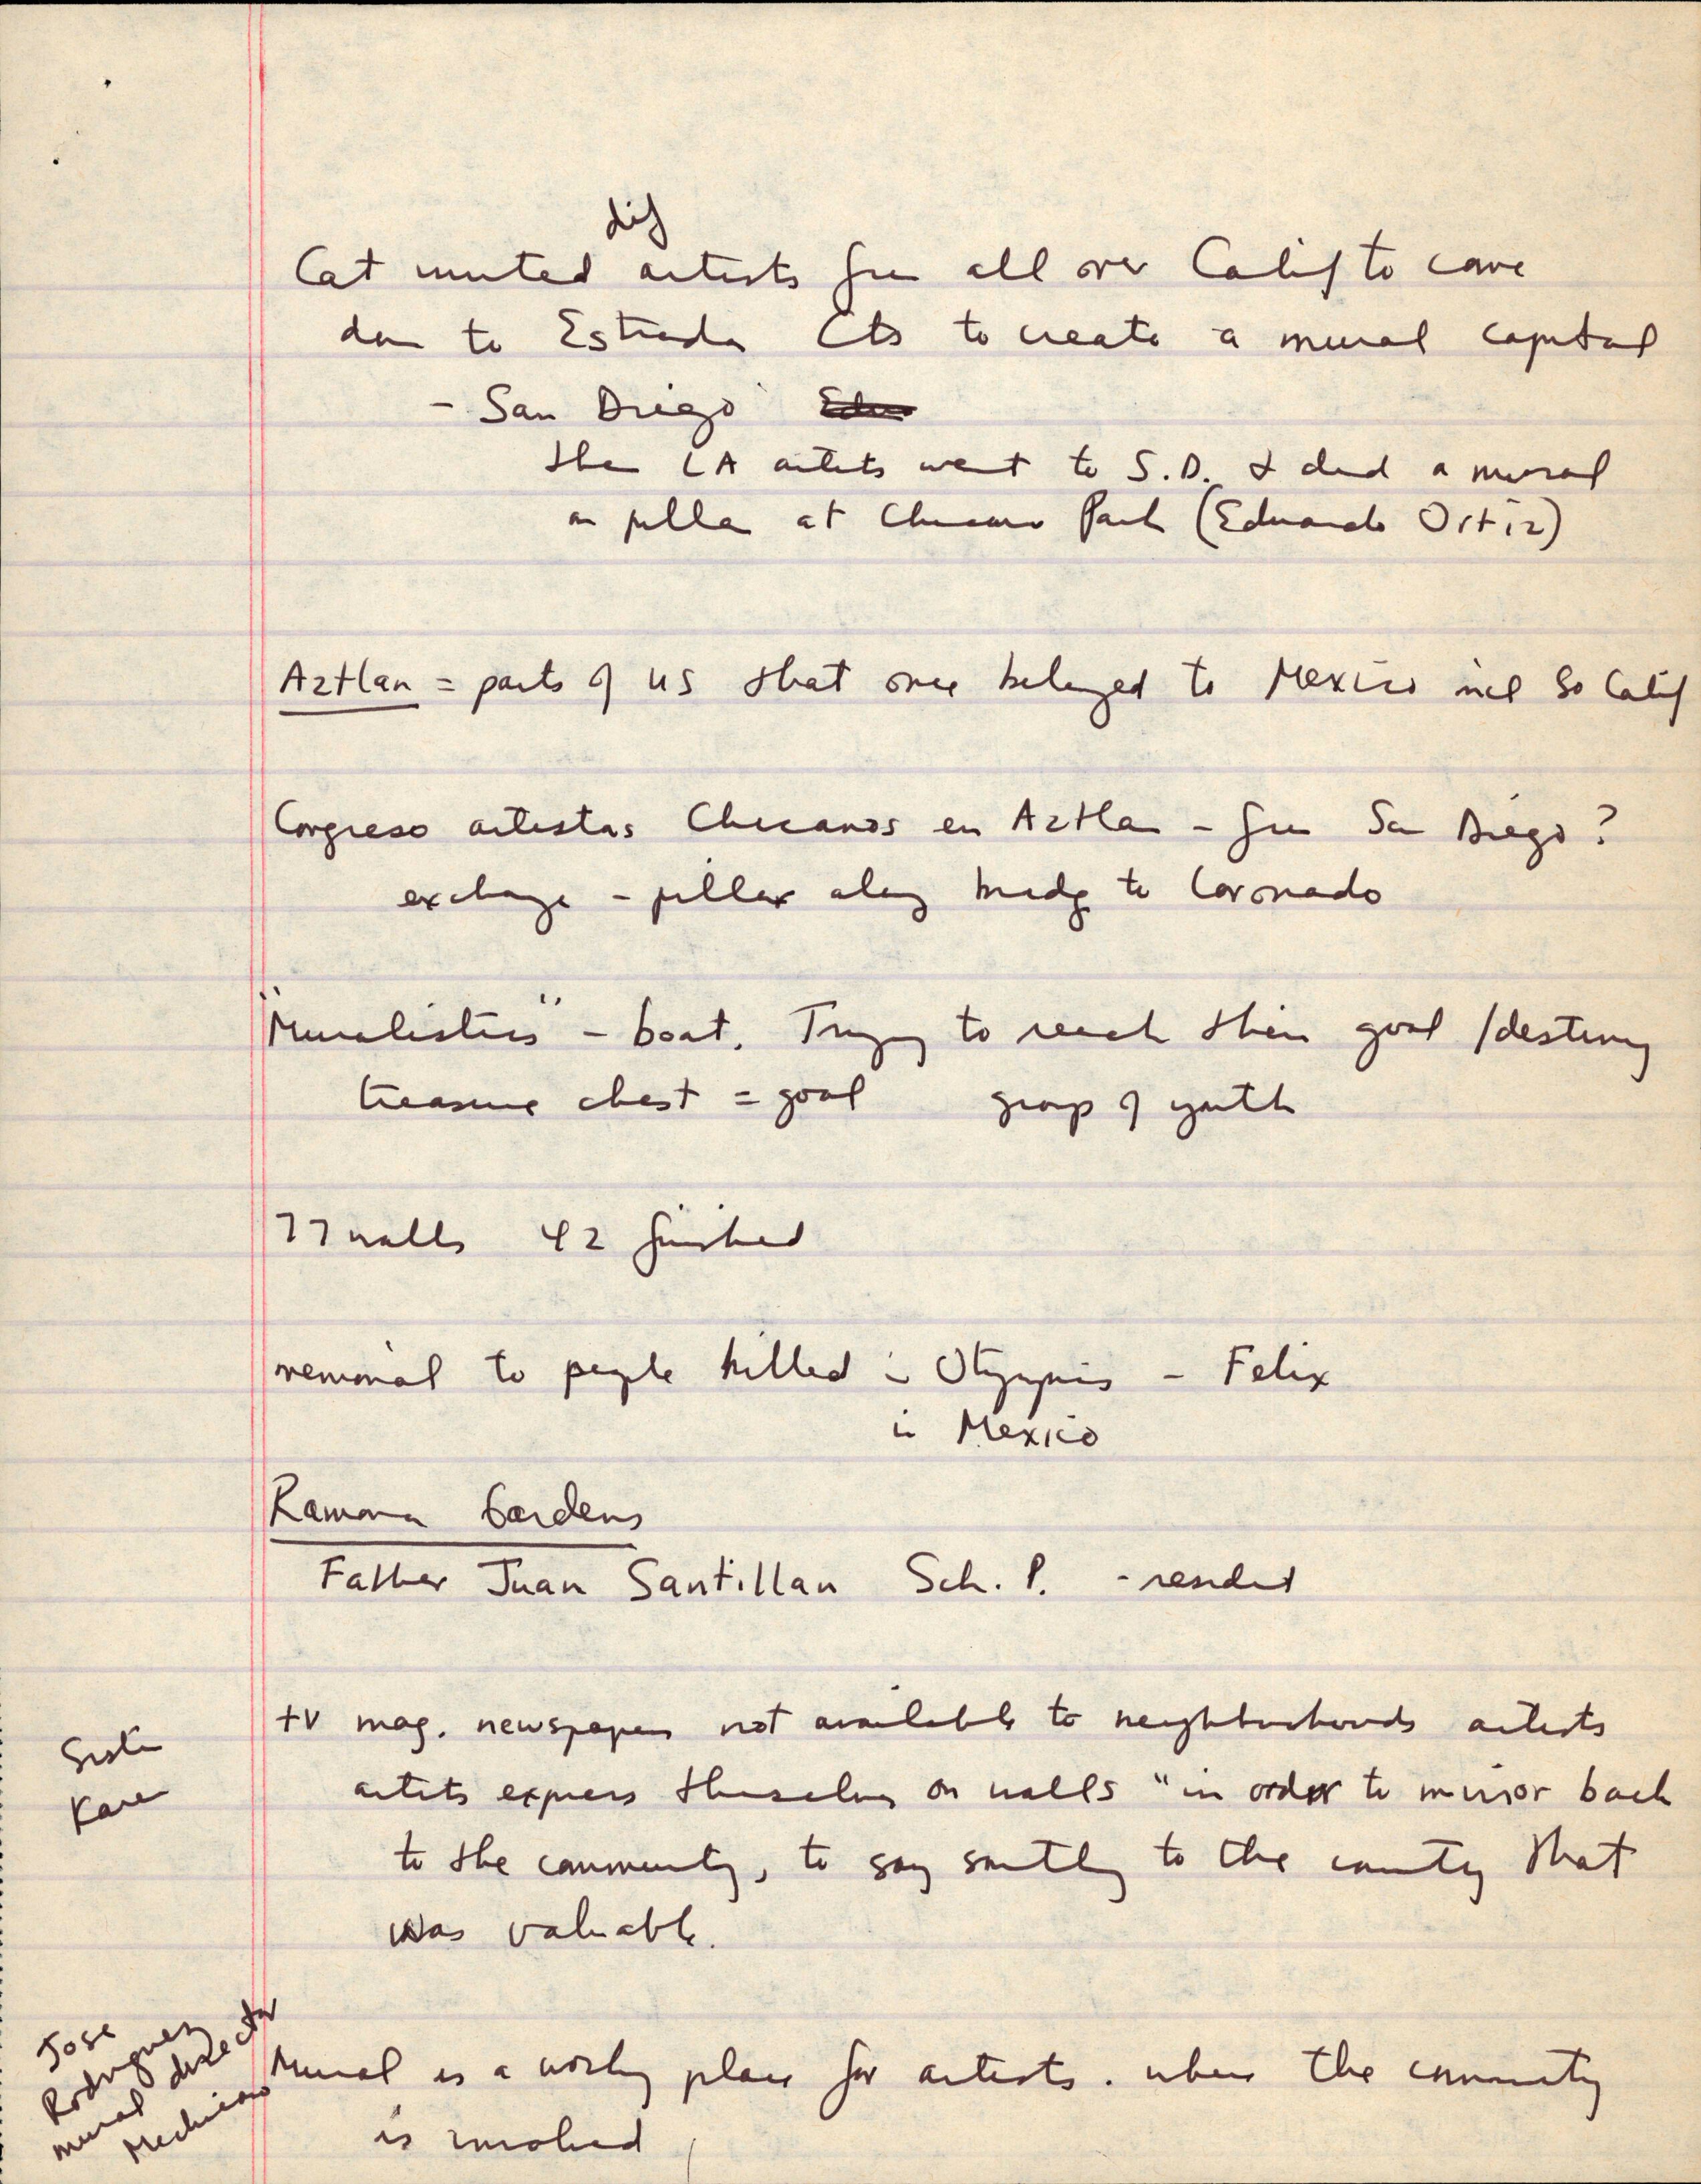 dif
Cat invited artists from all over Calif to come
down to Estrada Cts to create a mural capital
- San Diego
then LA artists went to S.D. & did a mural
on pillar at Chicano Park (Eduardo Ortiz)
Aztlan = parts of US that once belonged to Mexico incl So Calif
Congreso artistas Chicanos en Aztlan - from San Diego?
exchange - pillar along bridge to Coronado
"Muralistics" - boat. Trying to reach their goal / destiny
treasure chest = goal group of youth
77 walls 42 finished
memorial to people killed in Olympics - Felix
in Mexico
Ramona Gardens
Father Juan Santillan Sch. P. - resident
tv mag. newspapers not available to neighborhoods artists
Sister
Karen
artists express themselves on walls "in order to mirror back
to the community, to say something to the community that
was valuable.
Jose
Rodriguez
mural director
Mechicano
Mural is a working place for artists. where the community
is involved